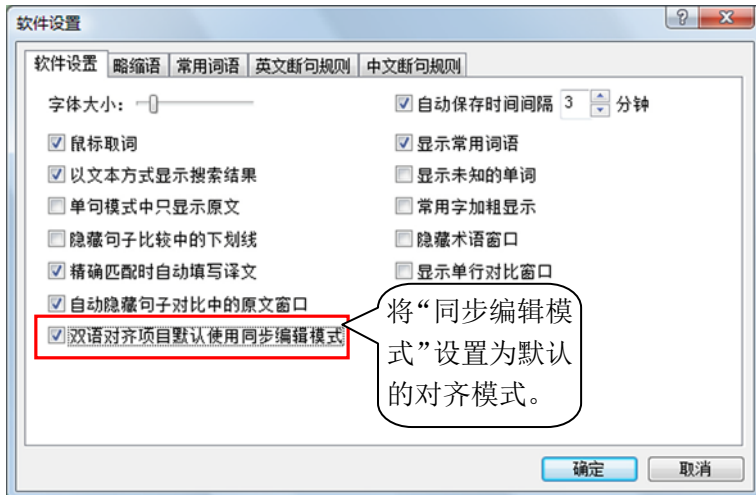 软件设置
软件设置 略缩语 常用词语 英文断句规则 中文断句规则
字体大小: 自动保存时间间隔 3 分钟
鼠标取词 显示常用词语
以文本方式显示搜索结果 显示未知的单词
单句模式中只显示原文 常用字加粗显示
隐藏句子比较中的下划线 隐藏术语窗口
精确匹配时自动填写译文 显示单行对比窗口
自动隐藏句子对比中的原文窗口
双语对齐项目默认使用同步编辑模式
将“同步编辑模
式”设置为默认
的对齐模式。
确定 取消